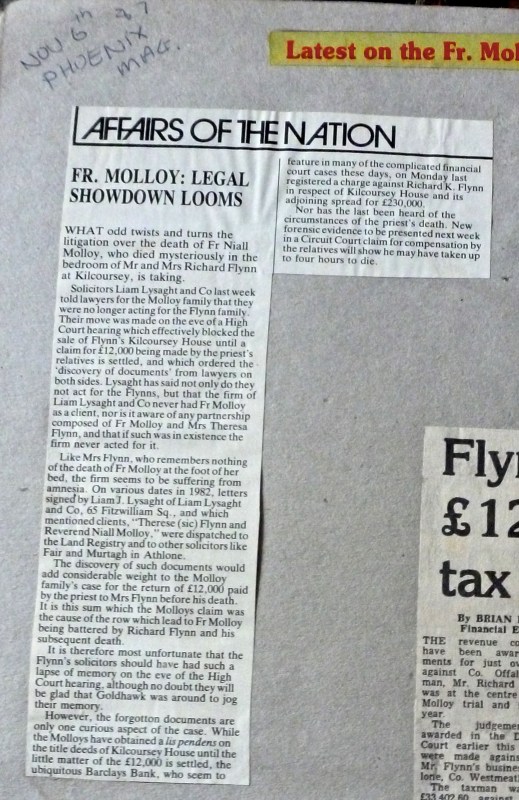 NOV 6th 87
PHOENIX
MAG.
Latest on the Fr. Mol
AFFAIRS OF THE NATION
FR. MOLLOY: LEGAL
SHOWDOWN LOOMS
WHAT odd twists and turns the
litigation over the death of Fr Niall
Molloy, who died mysteriously in the
bedroom of Mr and Mrs Richard Flynn
at Kilcoursey, is taking.
Solicitors Liam Lysaght and Co last week
told lawyers for the Molloy family that they
were no longer acting for the Flynn family.
Their move was made on the eve of a High
Court hearing which effectively blocked the
sale of Flynn's Kilcoursey House until a
claim for £12,000 being made by the priest's
relatives is settled, and which ordered the
'discovery of documents' from lawyers on
both sides. Lysaght has said not only do they
not act for the Flynns, but that the firm of
Liam Lysaght and Co never had Fr Molloy
as a client, nor is it aware of any partnership
composed of Fr Molloy and Mrs Theresa
Flynn, and that if such was in existence the
firm never acted for it.
Like Mrs Flynn, who remembers nothing
of the death of Fr Molloy at the foot of her
bed, the firm seems to be suffering from
amnesia. On various dates in 1982, letters
signed by Liam J. Lysaght of Liam Lysaght
and Co, 65 Fitzwilliam Sq., and which
mentioned clients, "Therese (sic) Flynn and
Reverend Niall Molloy," were dispatched to
the Land Registry and to other solicitors like
Fair and Murtagh in Athlone.
The discovery of such documents would
add considerable weight to the Molloy
family's case for the return of £12,000 paid
by the priest to Mrs Flynn before his death.
It is this sum which the Molloys claim was
the cause of the row which lead to Fr Molloy
being battered by Richard Flynn and his
subsequent death.
It is therefore most unfortunate that the
Flynn's solicitors should have had such a
lapse of memory on the eve of the High
Court hearing, although no doubt they will
be glad that Goldhawk was around to jog
their memory.
However, the forgotton documents are
only one curious aspect of the case. While
the Molloys have obtained a lis pendens on
the title deeds of Kilcoursey House until the
little matter of the £12,000 is settled, the
ubiquitous Barclays Bank, who seem to
feature in many of the complicated financial
court cases these days, on Monday last
registered a charge against Richard K. Flynn
in respect of Kilcoursey House and its
adjoining spread for £230,000.
Nor has the last been heard of the
circumstances of the priest's death. New
forensic evidence to be presented next week
in a Circuit Court claim for compensation by
the relatives will show he may have taken up
to four hours to die.
Flyn
£12
tax
By BRIAN
Financial E
THE revenue co
have been awar
ments for just ov
against Co. Offal
man, Mr. Richard
was at the centre
Molloy trial and
year.
The judgeme
awarded in the D
Court earlier this
were made agains
Mr. Flynn's busine
lone, Co. Westmeat
The taxman wa
£33,402.60 against